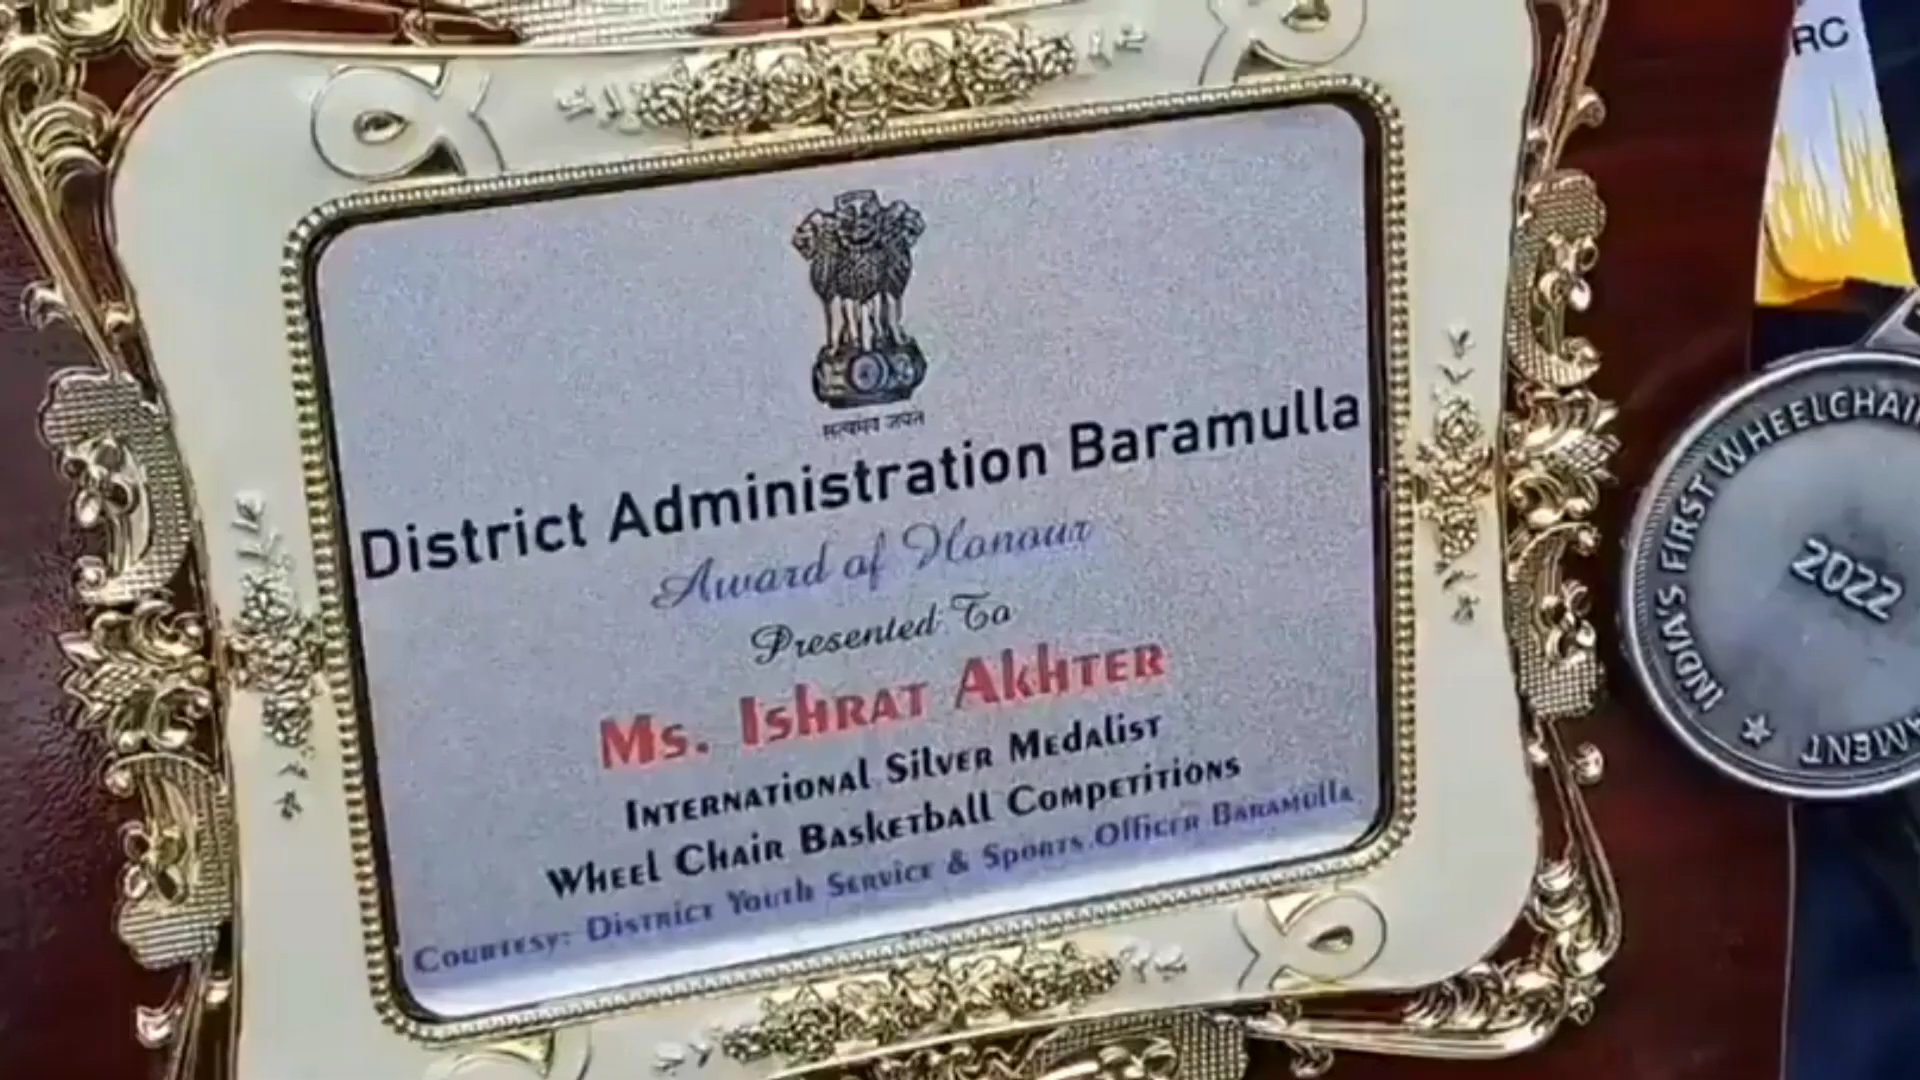 सत्यमेव जयते
District Administration Baramulla
Award of Honour
Presented To
Ms. Ishrat Akhter
International Silver Medalist
Wheel Chair Basketball Competitions
Courtesy: District Youth Service & Sports Officer Baramulla
RC
INDIA'S FIRST WHEELCHAI
2022
AMENT